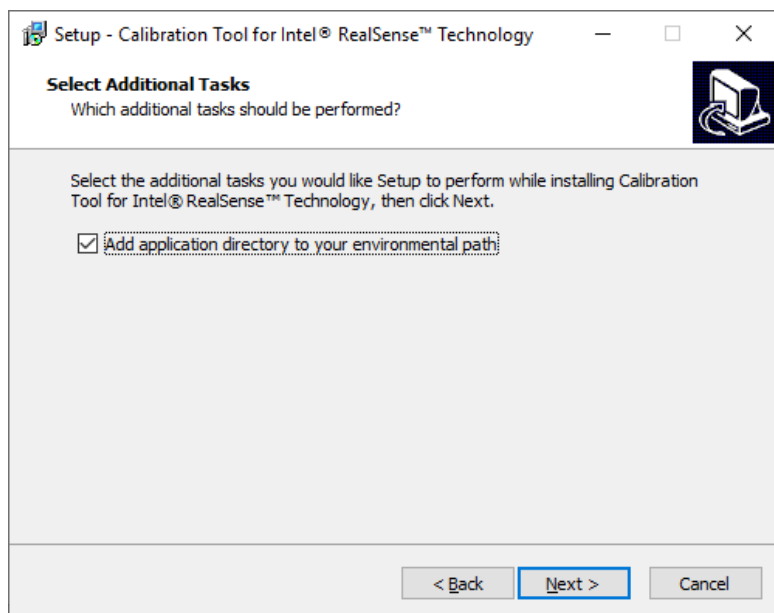 Setup - Calibration Tool for Intel® RealSense™ Technology
Select Additional Tasks
Which additional tasks should be performed?
Select the additional tasks you would like Setup to perform while installing Calibration
Tool for Intel® RealSense™ Technology, then click Next.
Add application directory to your environmental path
< Back
Next >
Cancel